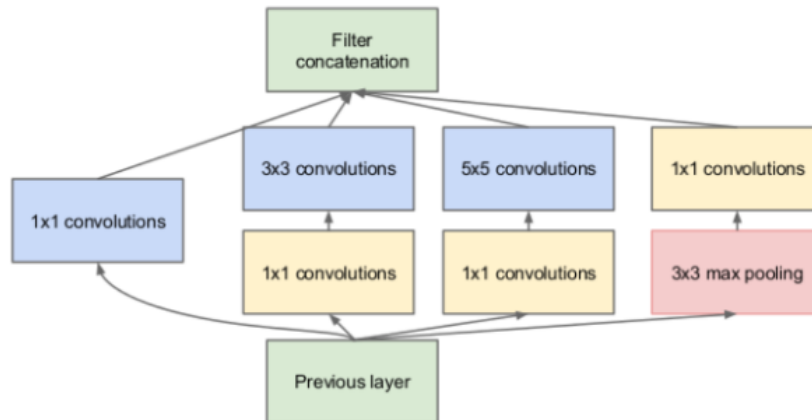 Filter
concatenation
3x3 convolutions
5x5 convolutions
1x1 convolutions
1x1 convolutions
1x1 convolutions
1x1 convolutions
3x3 max pooling
Previous layer